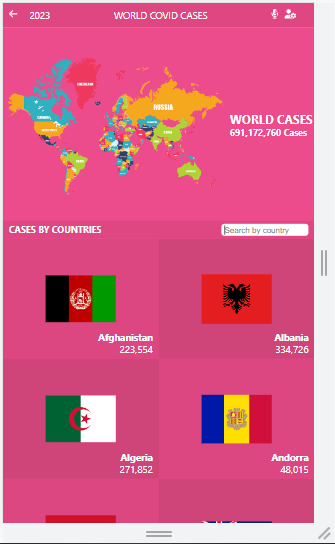 2023
WORLD COVID CASES
RUSSIA
WORLD CASES
691,172,760 Cases
CASES BY COUNTRIES
Search by country
Afghanistan
223,554
Albania
334,726
Algeria
271,852
Andorra
48,015